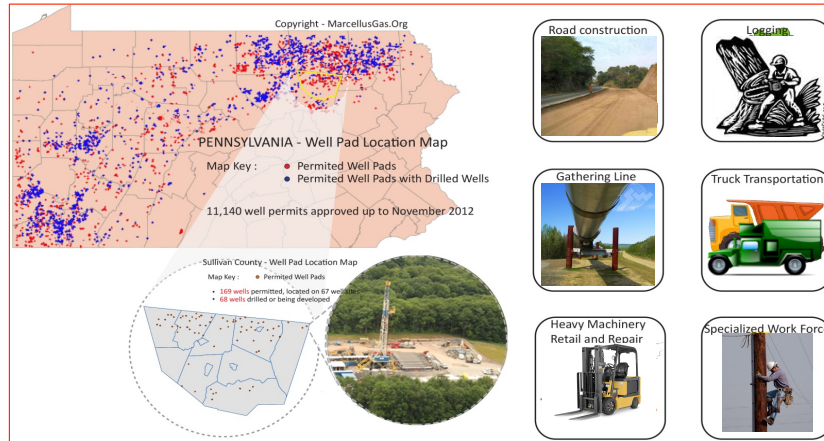 Copyright - MarcellusGas.Org
PENNSYLVANIA - Well Pad Location Map
Map Key :
Permited Well Pads
Permited Well Pads with Drilled Wells
11,140 well permits approved up to November 2012
Sullivan County - Well Pad Location Map
Map Key :
Permited Well Pads
169 wells permitted, located on 67
68 wells drilled or being developed
Road construction
Logging
Gathering Line
Truck Transportation
Heavy Machinery
Retail and Repair
Specialized Work Force